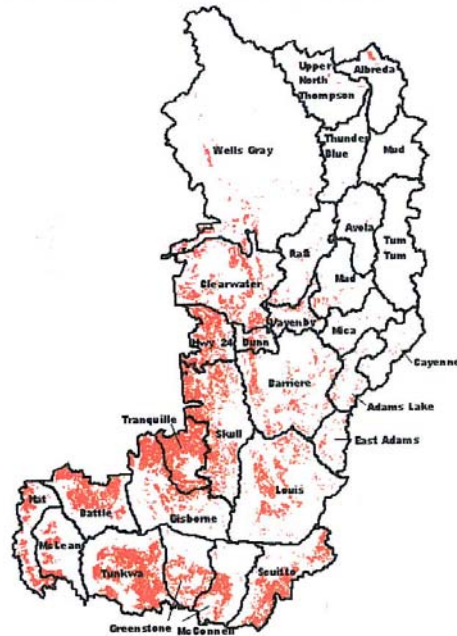 Upper
North
Thompson
Albreda
Wells Gray
Thunder
Blue
Mud
Avola
Raft
Tum
Tum
Clearwater
Mad
Vavenby
Mica
Hwy 24
Dunn
Cayenne
Barriere
Adams Lake
Tranquille
Skull
East Adams
Louis
Hat
Battle
Gisborne
McLean
Tunkwa
Scuitto
Greenstone
McConnell